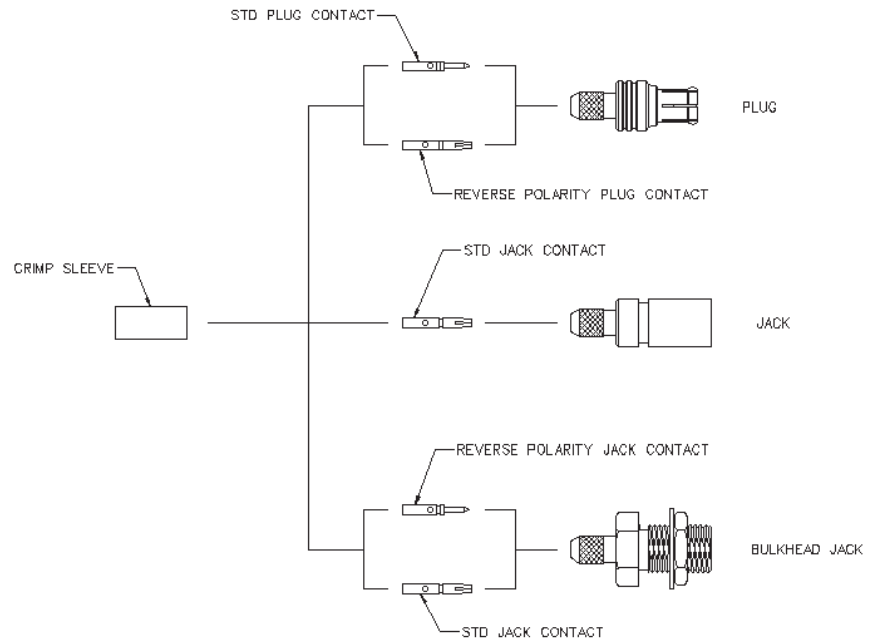 STD PLUG CONTACT
PLUG
REVERSE POLARITY PLUG CONTACT
STD JACK CONTACT
CRIMP SLEEVE
JACK
REVERSE POLARITY JACK CONTACT
BULKHEAD JACK
STD JACK CONTACT